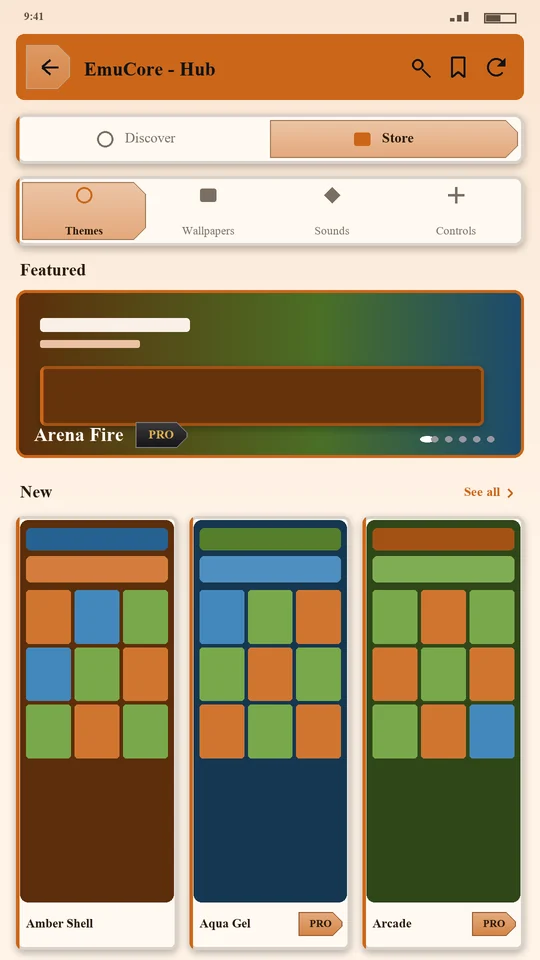 9:41
EmuCore - Hub
Discover
Store
Themes
Wallpapers
Sounds
Controls
Featured
Arena Fire
PRO
New
See all
Amber Shell
Aqua Gel
PRO
Arcade
PRO